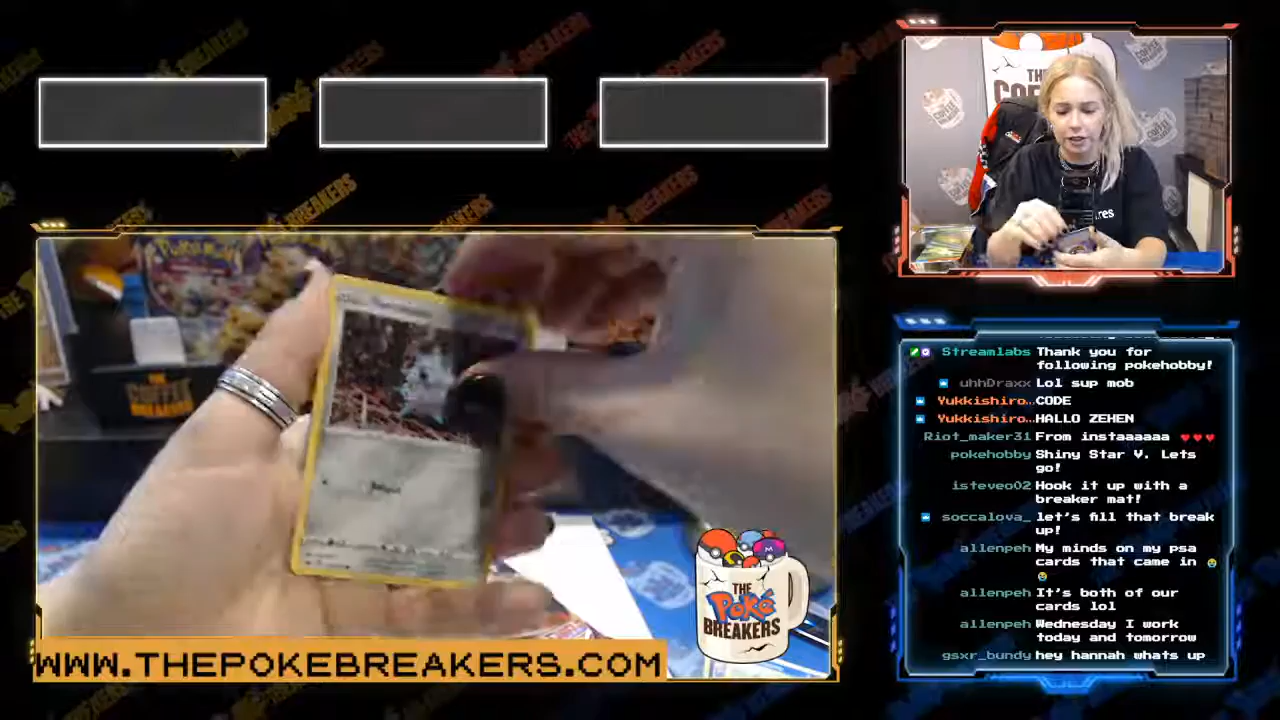 THE
Poké
BREAKERS
WWW.THEPOKEBREAKERS.COM
THE
COFFEE
BREAKERS
Streamlabs Thank you for
following pokehobby!
uhhDraxx Lol sup mob
Yukkishiro… CODE
Yukkishiro… HALLO ZEHEN
Riot_maker31 From instaaaaaa
pokehobby Shiny Star V. Lets
go!
isteveo02 Hook it up with a
breaker mat!
soccalova_ let's fill that break
up!
allenpeh My minds on my psa
cards that came in
allenpeh It's both of our
cards lol
allenpeh Wednesday I work
today and tomorrow
gsxr_bundy hey hannah whats up